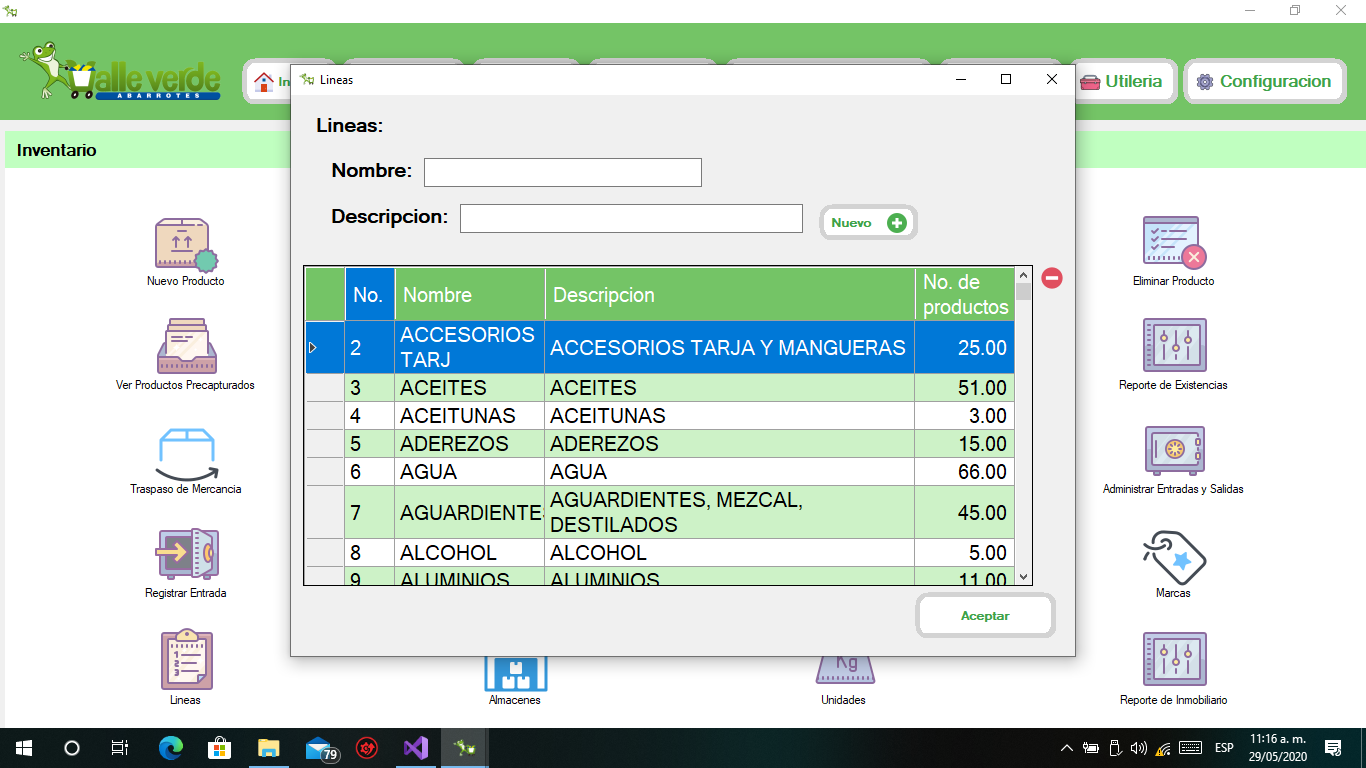 Valle verde
ABARROTES
In
Utileria
Configuracion
Inventario
Nuevo Producto
Ver Productos Precapturados
Traspaso de Mercancia
Registrar Entrada
1
2
3
Lineas
Lineas
Lineas:
Nombre:
Descripcion:
Nuevo
No. Nombre Descripcion No. de productos
2 ACCESORIOS TARJ ACCESORIOS TARJA Y MANGUERAS 25.00
3 ACEITES ACEITES 51.00
4 ACEITUNAS ACEITUNAS 3.00
5 ADEREZOS ADEREZOS 15.00
6 AGUA AGUA 66.00
7 AGUARDIENTES AGUARDIENTES, MEZCAL, DESTILADOS 45.00
8 ALCOHOL ALCOHOL 5.00
9 ALUMINIOS ALUMINIOS 11.00
Aceptar
Almacenes
Kg
Unidades
Eliminar Producto
Reporte de Existencias
Administrar Entradas y Salidas
Marcas
Reporte de Inmobiliario
79
ESP
11:16 a. m.
29/05/2020